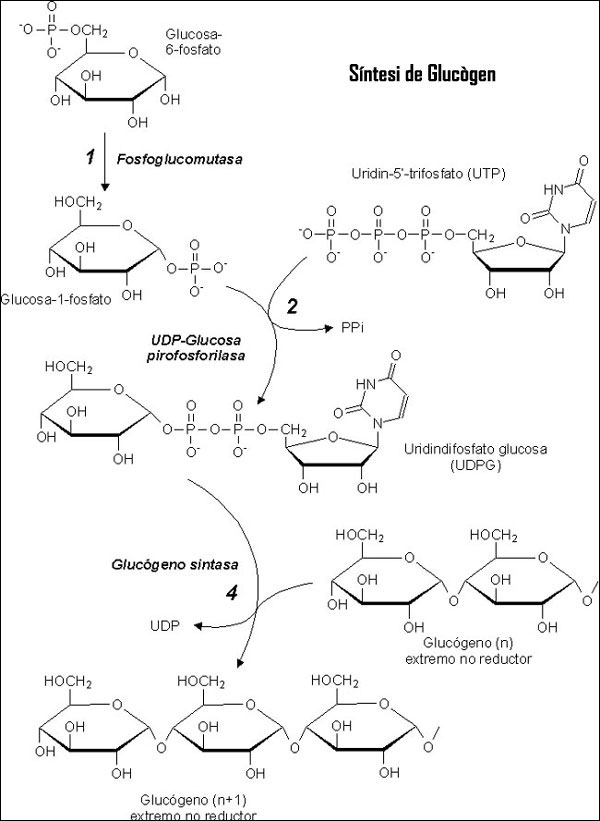 Síntesi de Glucògen
Glucosa-
6-fosfato
1 Fosfoglucomutasa
Uridin-5'-trifosfato (UTP)
Glucosa-1-fosfato
2
PPi
UDP-Glucosa
pirofosforilasa
Uridindifosfato glucosa
(UDPG)
Glucógeno sintasa
4
UDP
Glucógeno (n)
extremo no reductor
Glucógeno (n+1)
extremo no reductor